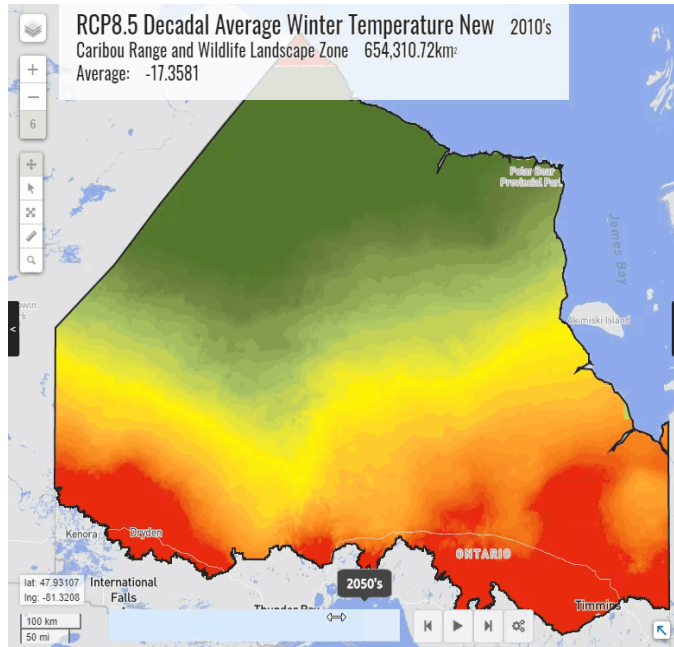 RCP8.5 Decadal Average Winter Temperature New 2010's
Caribou Range and Wildlife Landscape Zone 654,310.72km²
Average: -17.3581
+
−
6
Polar Bear
Provincial Park
James Bay
Akimiski Island
<
Kenora
Dryden
ONTARIO
lat: 47.93107
lng: -81.3208
International
Falls
2050's
Thunder Bay
Timmins
100 km
50 mi